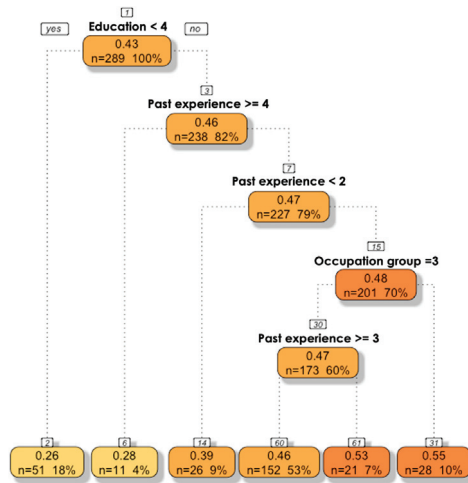 1
yes Education < 4 no
0.43
n=289 100%
3
Past experience >= 4
0.46
n=238 82%
7
Past experience < 2
0.47
n=227 79%
15
Occupation group =3
0.48
n=201 70%
30
Past experience >= 3
0.47
n=173 60%
2 6 14 60 61 31
0.26 0.28 0.39 0.46 0.53 0.55
n=51 18% n=11 4% n=26 9% n=152 53% n=21 7% n=28 10%